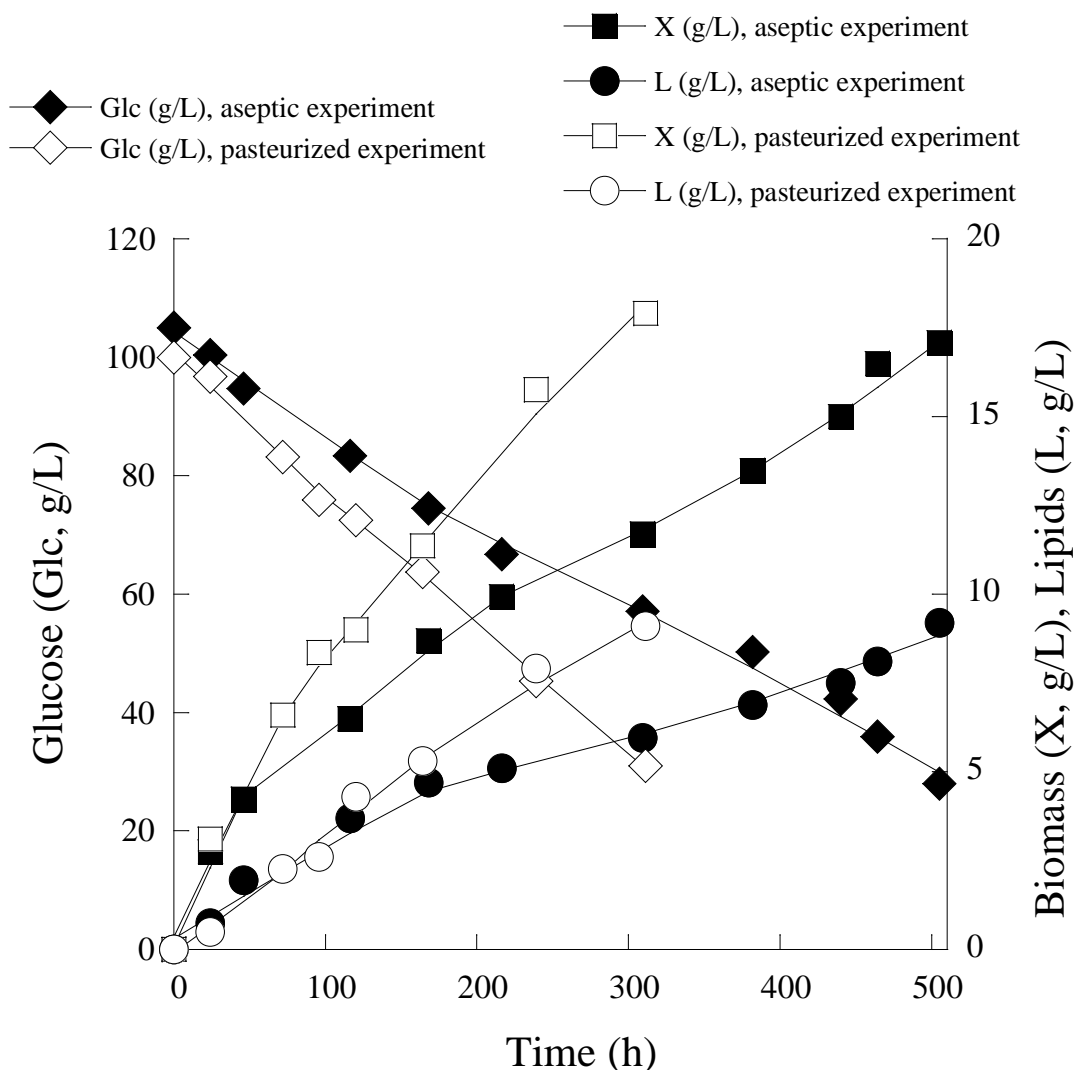 X (g/L), aseptic experiment
L (g/L), aseptic experiment
Glc (g/L), aseptic experiment
X (g/L), pasteurized experiment
Glc (g/L), pasteurized experiment
L (g/L), pasteurized experiment
120
100
80
60
40
20
0
Glucose (Glc, g/L)
20
15
10
5
0
Biomass (X, g/L), Lipids (L, g/L)
0 100 200 300 400 500
Time (h)